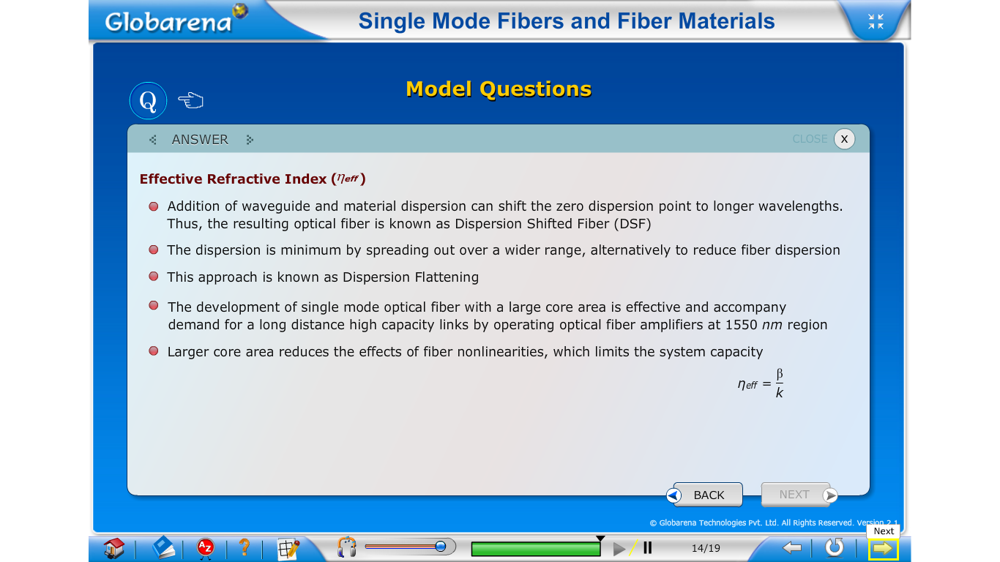 Globarena
Single Mode Fibers and Fiber Materials
Q
Model Questions
ANSWER
CLOSE X
Effective Refractive Index (ηeff)
Addition of waveguide and material dispersion can shift the zero dispersion point to longer wavelengths.
Thus, the resulting optical fiber is known as Dispersion Shifted Fiber (DSF)
The dispersion is minimum by spreading out over a wider range, alternatively to reduce fiber dispersion
This approach is known as Dispersion Flattening
The development of single mode optical fiber with a large core area is effective and accompany
demand for a long distance high capacity links by operating optical fiber amplifiers at 1550 nm region
Larger core area reduces the effects of fiber nonlinearities, which limits the system capacity
ηeff = β/k
BACK
NEXT
© Globarena Technologies Pvt. Ltd. All Rights Reserved. Version 2.1
Next
AZ
?
14/19